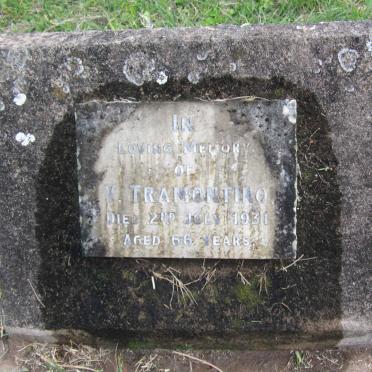 IN
LOVING MEMORY
OF
TRAMONTINO
DIED 2ND JULY 1931
AGED 66 YEARS